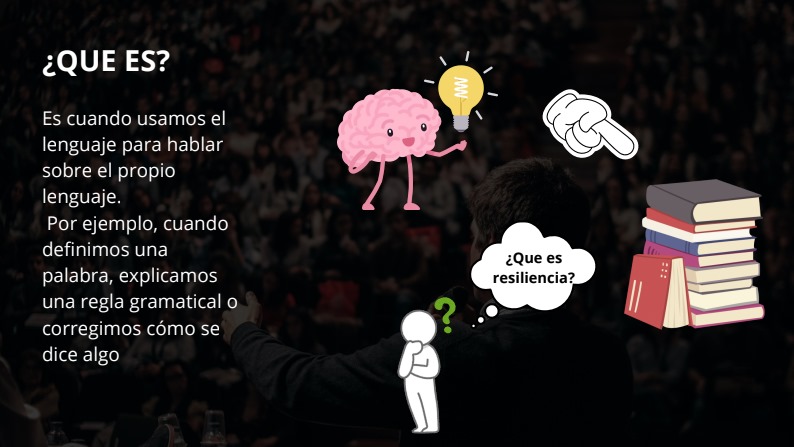 ¿QUE ES?
Es cuando usamos el
lenguaje para hablar
sobre el propio
lenguaje.
Por ejemplo, cuando
definimos una
palabra, explicamos
una regla gramatical o
corregimos cómo se
dice algo
¿Que es
resiliencia?
?